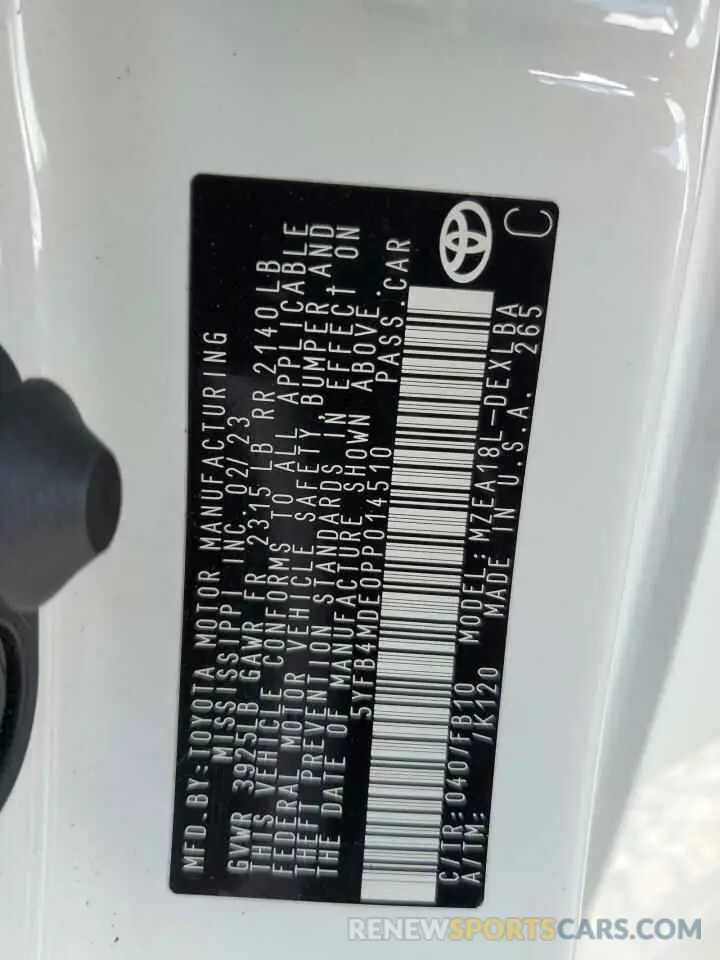 MFD.BY:TOYOTA MOTOR MANUFACTURING
MISSISSIPPI INC. 02/23
GVWR 3925LB GAWR FR 2315 LB RR 2140 LB
THIS VEHICLE CONFORMS TO ALL APPLICABLE
FEDERAL MOTOR VEHICLE SAFETY, BUMPER AND
THEFT PREVENTION STANDARDS IN EFFECT ON
THE DATE OF MANUFACTURE SHOWN ABOVE.
5YFB4MDE0PP014510 PASS.CAR
C/TR:040/FB10 MODEL:MZEA18L-DEXLBA
A/TM: /K120 MADE IN U.S.A. 265
C
RENEWSPORTSCARS.COM